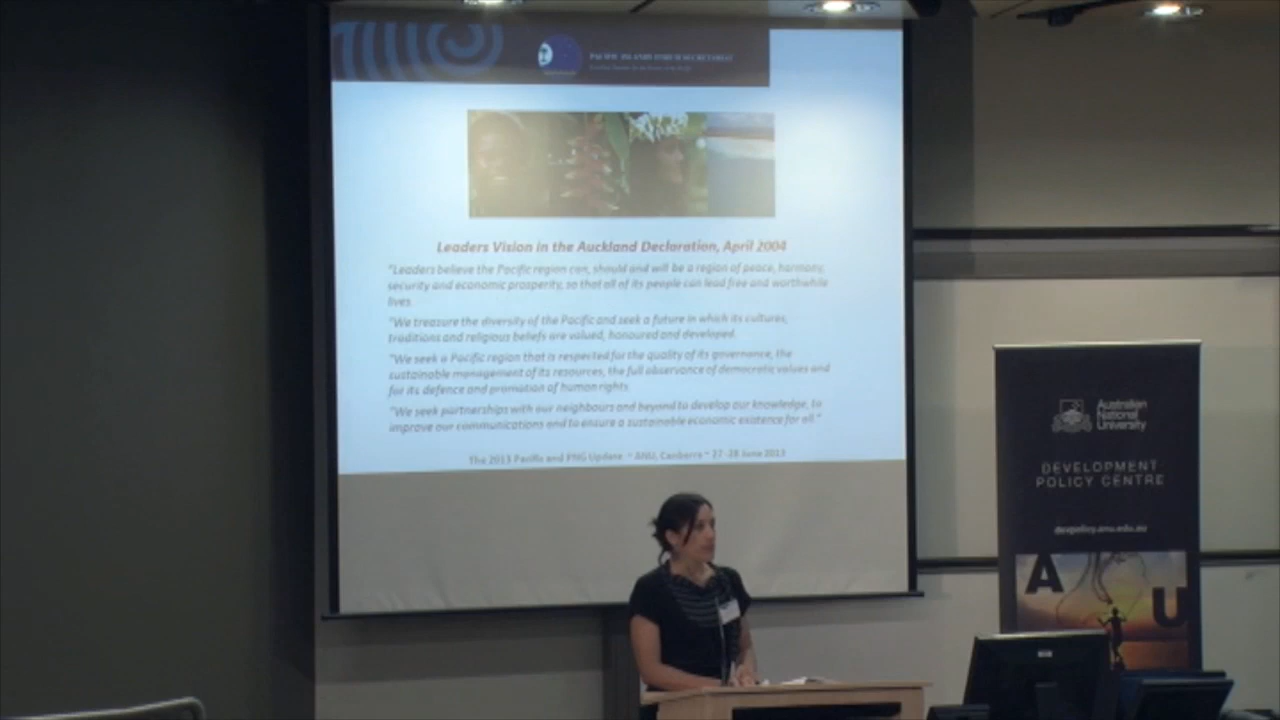 PACIFIC ISLANDS FORUM SECRETARIAT
Leaders Vision in the Auckland Declaration, April 2004
"Leaders believe the Pacific region can, should and will be a region of peace, harmony,
security and economic prosperity, so that all of its people can lead free and worthwhile
lives.
"We treasure the diversity of the Pacific and seek a future in which its cultures,
traditions and religious beliefs are valued, honoured and developed.
"We seek a Pacific region that is respected for the quality of its governance, the
sustainable management of its resources, the full observance of democratic values and
for its defence and promotion of human rights
"We seek partnerships with our neighbours and beyond to develop our knowledge, to
improve our communications and to ensure a sustainable economic existence for all."
The 2013 Pacific and PNG Update ~ ANU, Canberra ~ 27-28 June 2013
Australian
National
University
DEVELOPMENT
POLICY CENTRE
devpolicy.anu.edu.au
A
U